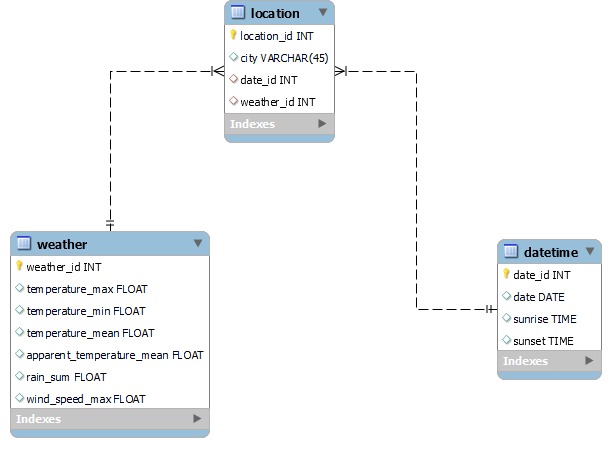 location
location_id INT
city VARCHAR(45)
date_id INT
weather_id INT
Indexes
weather
weather_id INT
temperature_max FLOAT
temperature_min FLOAT
temperature_mean FLOAT
apparent_temperature_mean FLOAT
rain_sum FLOAT
wind_speed_max FLOAT
Indexes
datetime
date_id INT
date DATE
sunrise TIME
sunset TIME
Indexes